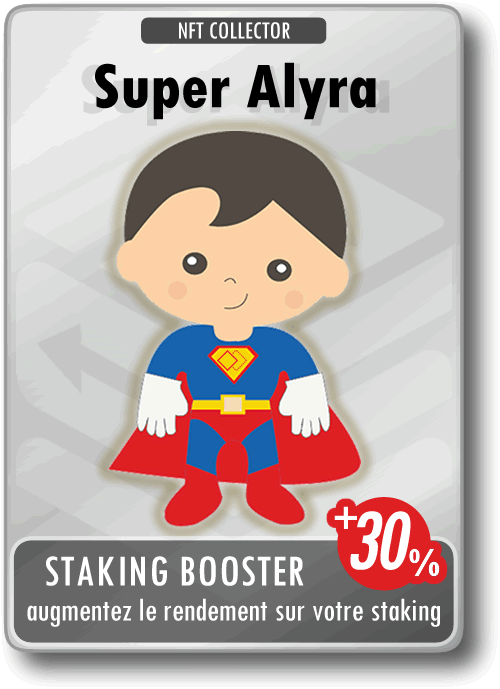 NFT COLLECTOR
Super Alyra
+30%
STAKING BOOSTER
augmentez le rendement sur votre staking